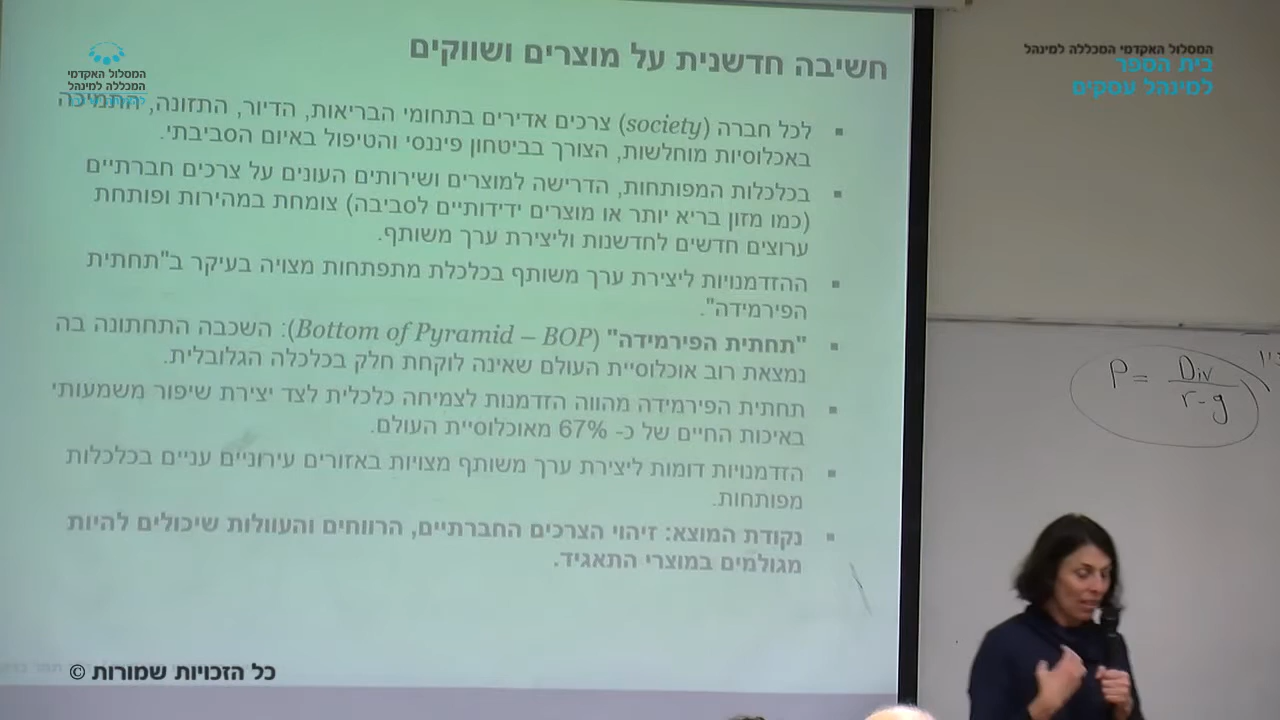 חשיבה חדשנית על מוצרים ושווקים
המסלול האקדמי המכללה למינהל
בית הספר
למינהל עסקים
המסלול האקדמי
המכללה למינהל
▪ לכל חברה (society) צרכים אדירים בתחומי הבריאות, הדיור, התזונה, התמיכה
באכלוסיות מוחלשות, הצורך בביטחון פיננסי והטיפול באיום הסביבתי.
▪ בכלכלות המפותחות, הדרישה למוצרים ושירותים העונים על צרכים חברתיים
(כמו מזון בריא יותר או מוצרים ידידותיים לסביבה) צומחת במהירות ופותחת
ערוצים חדשים לחדשנות וליצירת ערך משותף.
▪ ההזדמנויות ליצירת ערך משותף בכלכלת מתפתחות מצויה בעיקר ב"תחתית
הפירמידה".
▪ "תחתית הפירמידה" (Bottom of Pyramid – BOP): השכבה התחתונה בה
נמצאת רוב אוכלוסיית העולם שאינה לוקחת חלק בכלכלה הגלובלית.
▪ תחתית הפירמידה מהווה הזדמנות לצמיחה כלכלית לצד יצירת שיפור משמעותי
באיכות החיים של כ- 67% מאוכלוסיית העולם.
▪ הזדמנויות דומות ליצירת ערך משותף מצויות באזורים עירוניים עניים בכלכלות
מפותחות.
▪ נקודת המוצא: זיהוי הצרכים החברתיים, הרווחים והעוולות שיכולים להיות
מגולמים במוצרי התאגיד.
P = Div / r-g
כל הזכויות שמורות ©